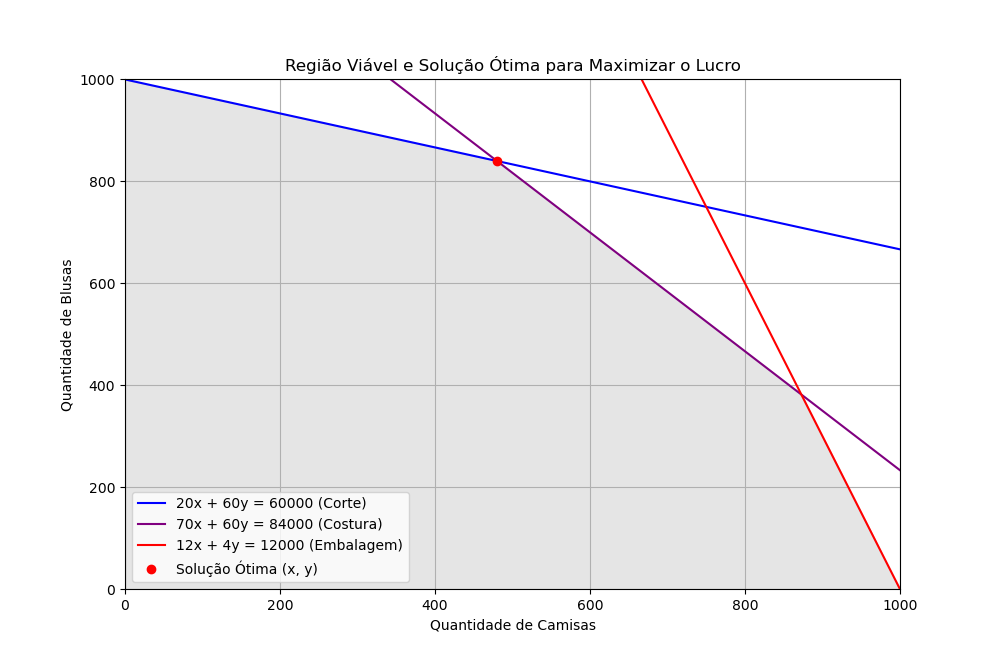 Região Viável e Solução Ótima para Maximizar o Lucro
1000
800
600
400
200
0
Quantidade de Blusas
20x + 60y = 60000 (Corte)
70x + 60y = 84000 (Costura)
12x + 4y = 12000 (Embalagem)
Solução Ótima (x, y)
0 200 400 600 800 1000
Quantidade de Camisas